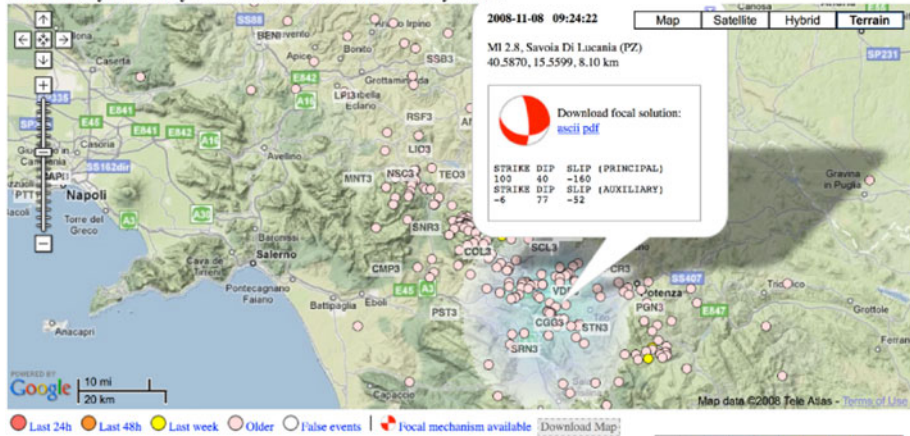 2008-11-08 09:24:22
Map Satellite Hybrid Terrain
Ml 2.8, Savoia Di Lucania (PZ)
40.5870, 15.5599, 8.10 km
Download focal solution:
ascii pdf
STRIKE DIP SLIP (PRINCIPAL)
100 40 -160
STRIKE DIP SLIP (AUXILIARY)
-6 77 -52
SS88
Apice
Bonito
SSB3
SP231
Caserta
E842
Grottaminarda
A16
RSF3
E841
E45
E841
E842
A16
Casoria
LIO3
Avellino
SS162dir
MNT3
NSC3
TEO3
Gravina
in Puglia
Napoli
Torre del
Greco
A3
A30
SNR3
Baronissi
Salerno
COL3
SCL3
Cava de'
Tirreni
CMP3
CR3
SS407
Pontecagnano
Faiano
E45
A3
Potenza
Battipaglia
Eboli
PST3
PGN3
E847
Grottole
CGG3
STN3
Anacapri
SRN3
Ferran
POWERED BY
Google
10 mi
20 km
Capaccio
Map data ©2008 Tele Atlas - Terms of Use
Last 24h Last 48h Last week Older False events Focal mechanism available Download Map